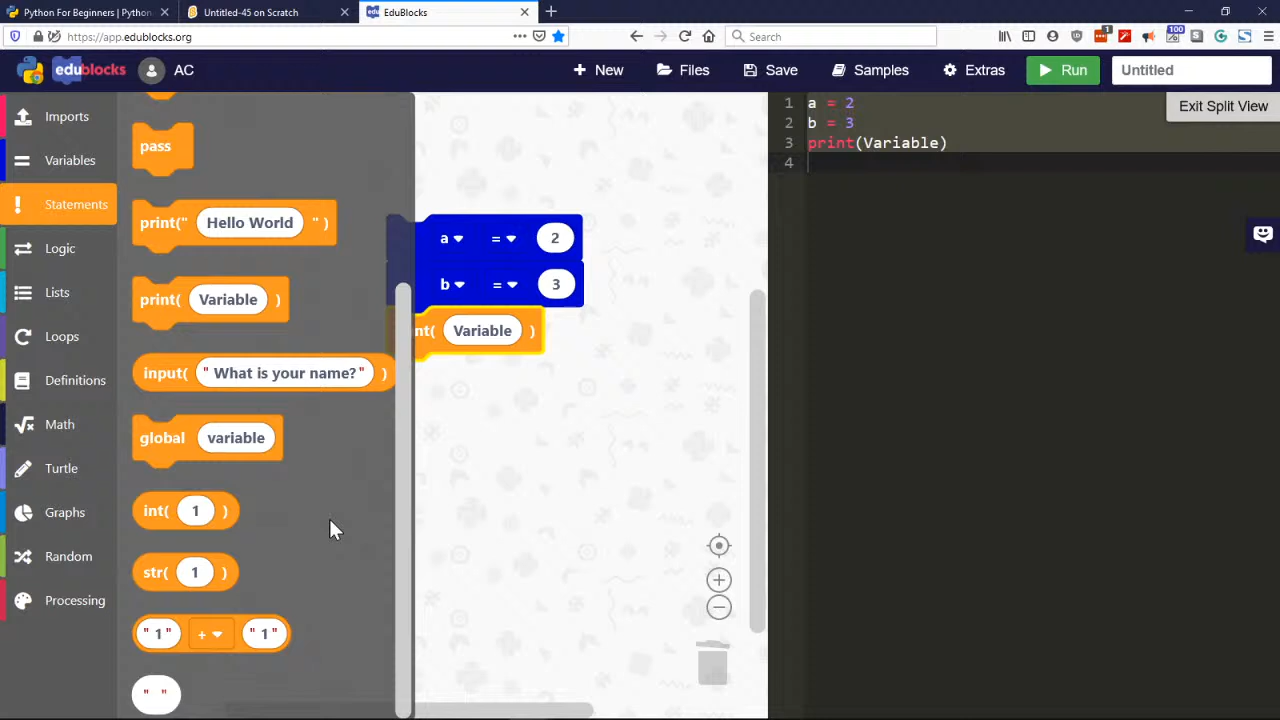 Python For Beginners | Python.
Untitled-45 on Scratch
EduBlocks
https://app.edublocks.org
Search
100
1
edublocks
AC
New
Files
Save
Samples
Extras
Run
Untitled
Imports
Variables
Statements
Logic
Lists
Loops
Definitions
Math
Turtle
Graphs
Random
Processing
pass
print(" Hello World " )
print( Variable )
input( " What is your name? " )
global variable
int( 1 )
str( 1 )
" 1 " + " 1 "
" "
a = 2
b = 3
nt( Variable )
1 a = 2
2 b = 3
3 print(Variable)
4
Exit Split View